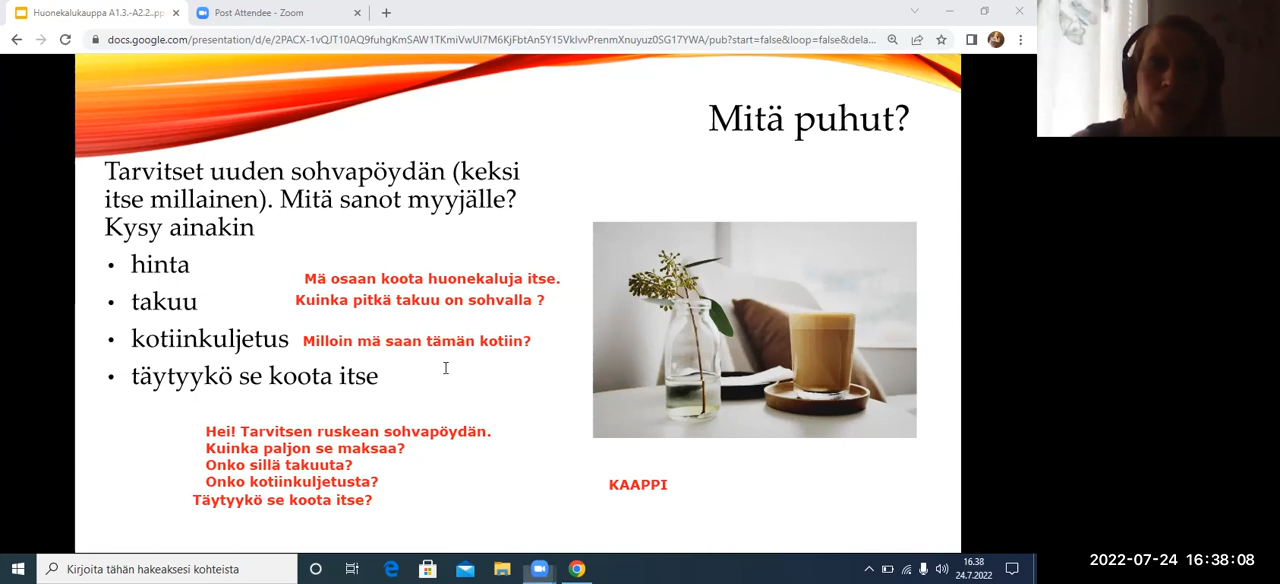 Huonekalukauppa A1.3.-A2.2..pp
Post Attendee - Zoom
docs.google.com/presentation/d/e/2PACX-1vQJT10AQ9fuhgKmSAW1TKmiVwUI7M6KjFbtAn5Y15VkIvvPrenmXnuyuz0SG17YWA/pub?start=false&loop=false&dela...
Mitä puhut?
Tarvitset uuden sohvapöydän (keksi
itse millainen). Mitä sanot myyjälle?
Kysy ainakin
• hinta
Mä osaan koota huonekaluja itse.
• takuu
Kuinka pitkä takuu on sohvalla ?
• kotiinkuljetus
Milloin mä saan tämän kotiin?
• täytyykö se koota itse
Hei! Tarvitsen ruskean sohvapöydän.
Kuinka paljon se maksaa?
Onko sillä takuuta?
Onko kotiinkuljetusta?
Täytyykö se koota itse?
KAAPPI
Kirjoita tähän hakeaksesi kohteista
16.38
24.7.2022
2022-07-24 16:38:08